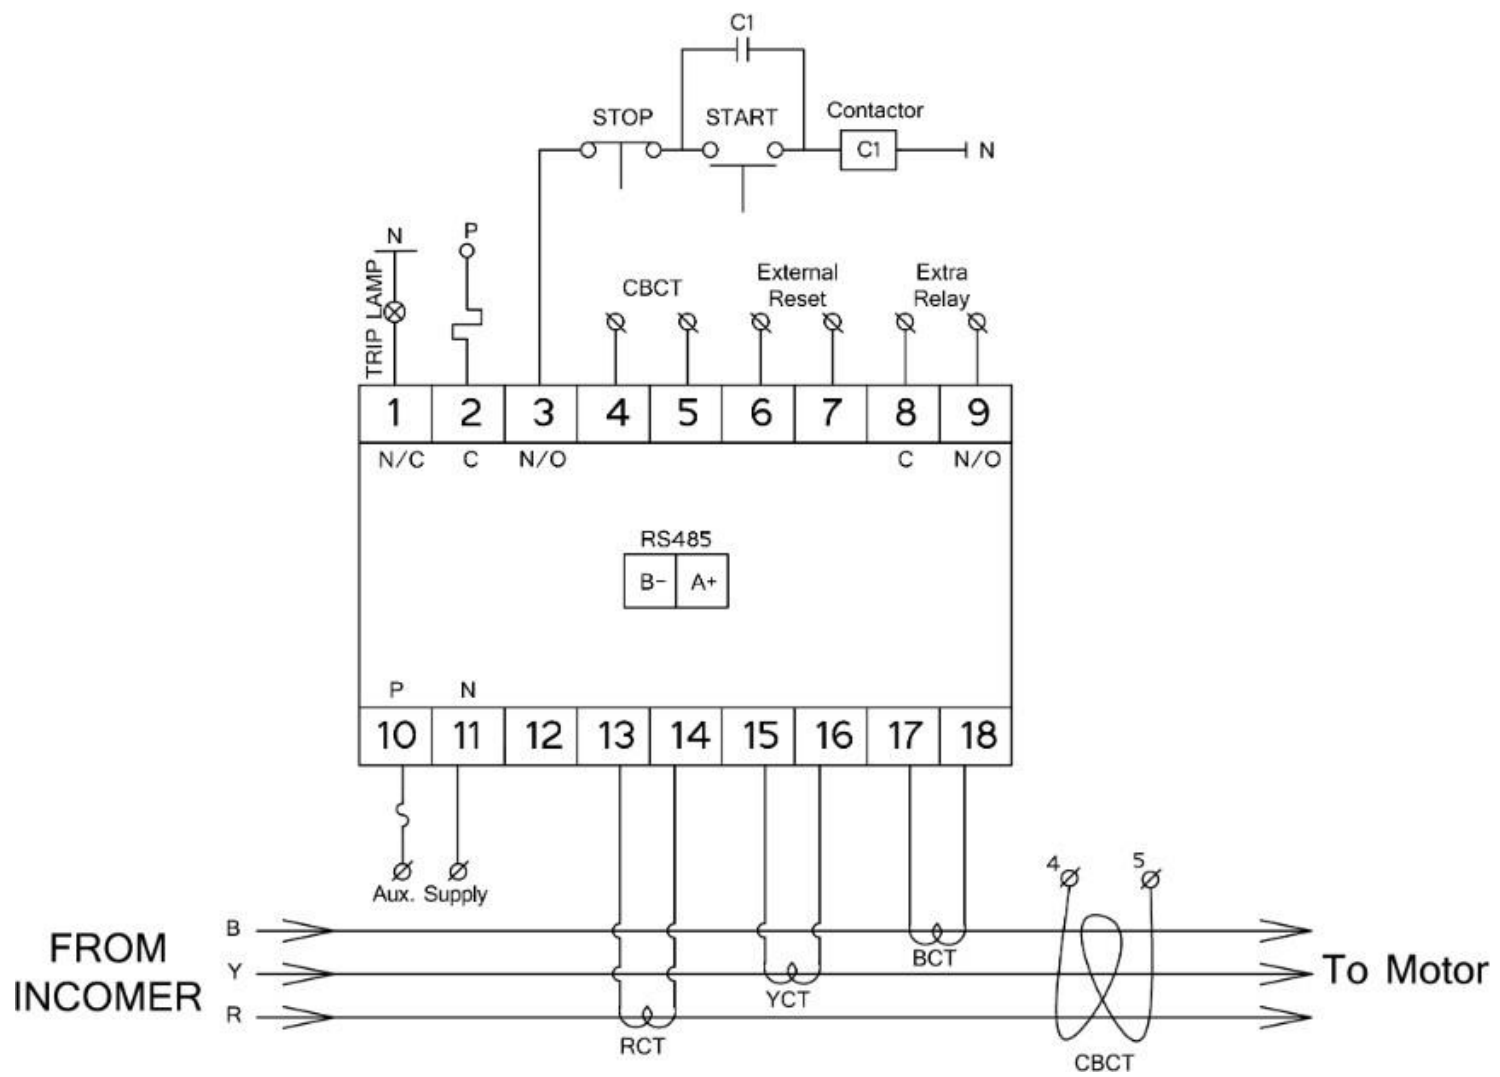 C1
STOP START Contactor
C1 N
N P
TRIP LAMP
CBCT External Reset Extra Relay
1 2 3 4 5 6 7 8 9
N/C C N/O C N/O
RS485
B- A+
P N
10 11 12 13 14 15 16 17 18
Aux. Supply
4 5
FROM
INCOMER
B
Y
R
BCT
YCT
RCT
CBCT
To Motor